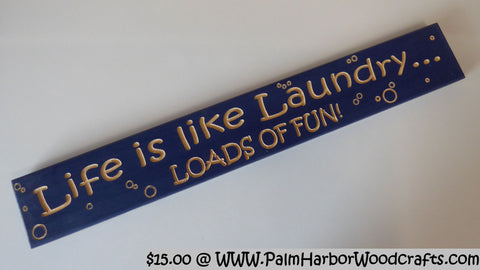 Life is like Laundry...
LOADS OF FUN!
$15.00 @ WWW.PalmHarborWoodcrafts.com